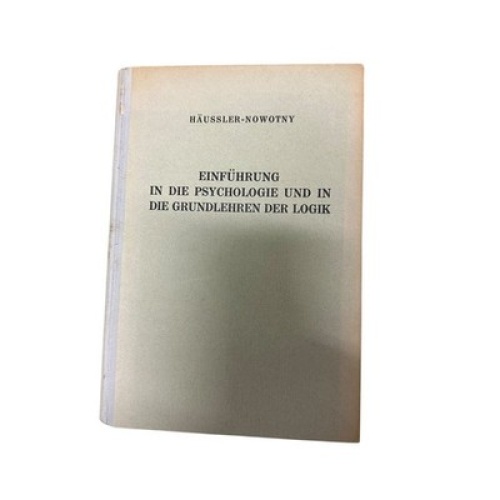 HÄUSSLER-NOWOTNY
EINFÜHRUNG
IN DIE PSYCHOLOGIE UND IN
DIE GRUNDLEHREN DER LOGIK